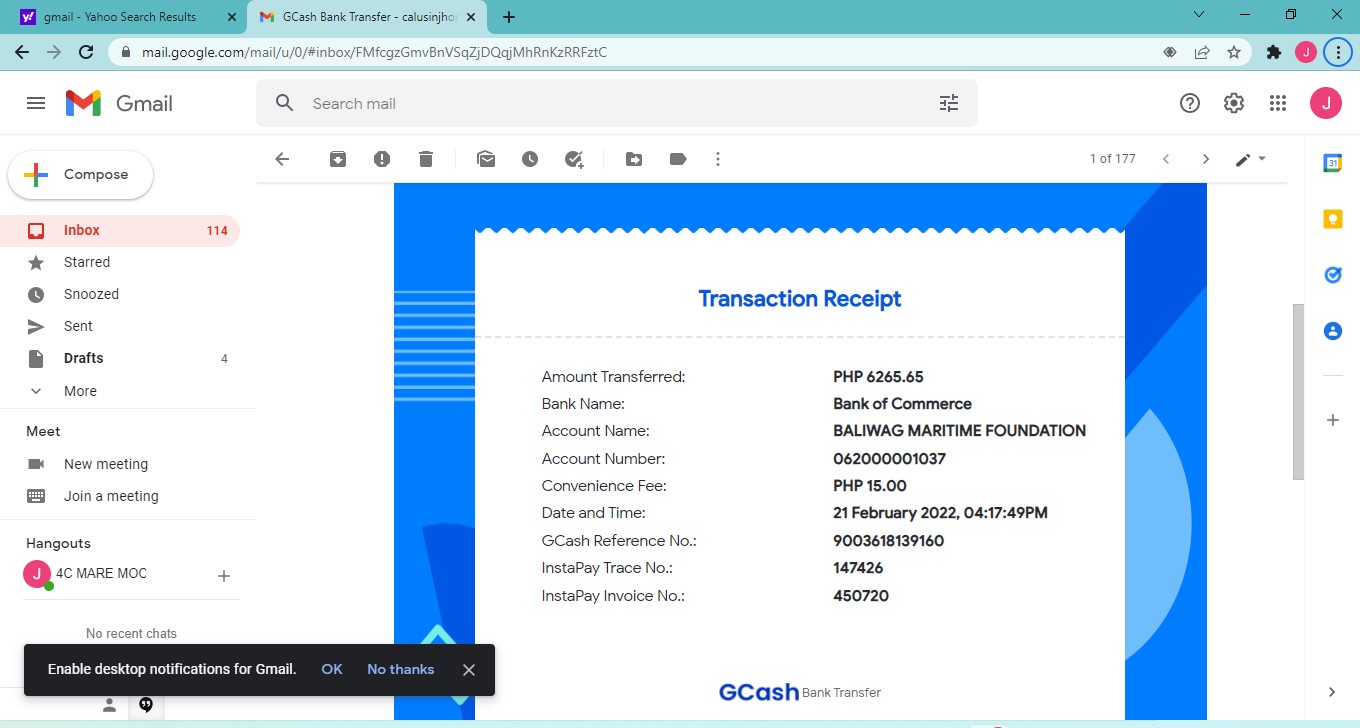 gmail - Yahoo Search Results
GCash Bank Transfer - calusinjhor
mail.google.com/mail/u/0/#inbox/FMfcgzGmvBnVSqZjDQqjMhRnKzRRFztC
J
Gmail
Search mail
J
Compose
1 of 177
31
Inbox 114
Starred
Snoozed
Sent
Drafts 4
More
Meet
New meeting
Join a meeting
Hangouts
J 4C MARE MOC
No recent chats
Transaction Receipt
Amount Transferred: PHP 6265.65
Bank Name: Bank of Commerce
Account Name: BALIWAG MARITIME FOUNDATION
Account Number: 062000001037
Convenience Fee: PHP 15.00
Date and Time: 21 February 2022, 04:17:49PM
GCash Reference No.: 9003618139160
InstaPay Trace No.: 147426
InstaPay Invoice No.: 450720
Enable desktop notifications for Gmail. OK No thanks
GCash Bank Transfer